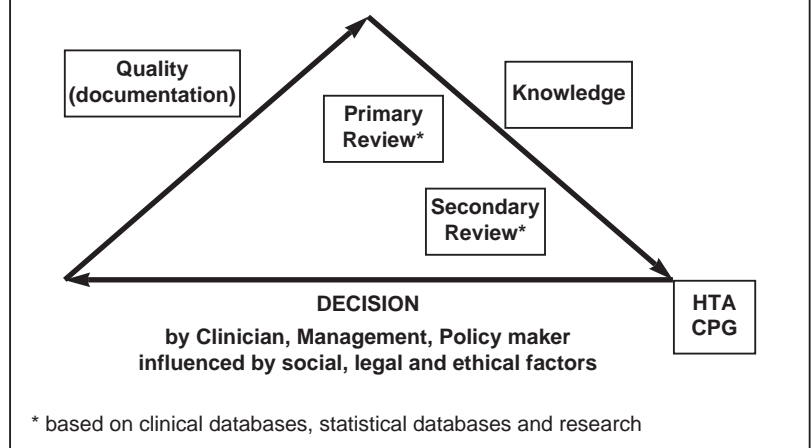 Quality
(documentation)
Knowledge
Primary
Review*
Secondary
Review*
DECISION
by Clinician, Management, Policy maker
influenced by social, legal and ethical factors
HTA
CPG
* based on clinical databases, statistical databases and research